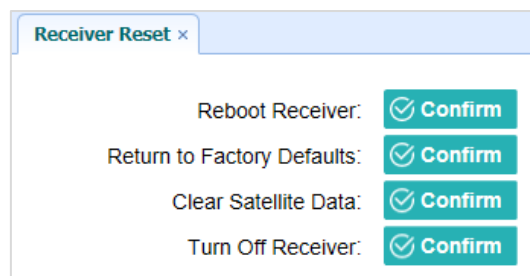 Receiver Reset ×
Reboot Receiver: Confirm
Return to Factory Defaults: Confirm
Clear Satellite Data: Confirm
Turn Off Receiver: Confirm